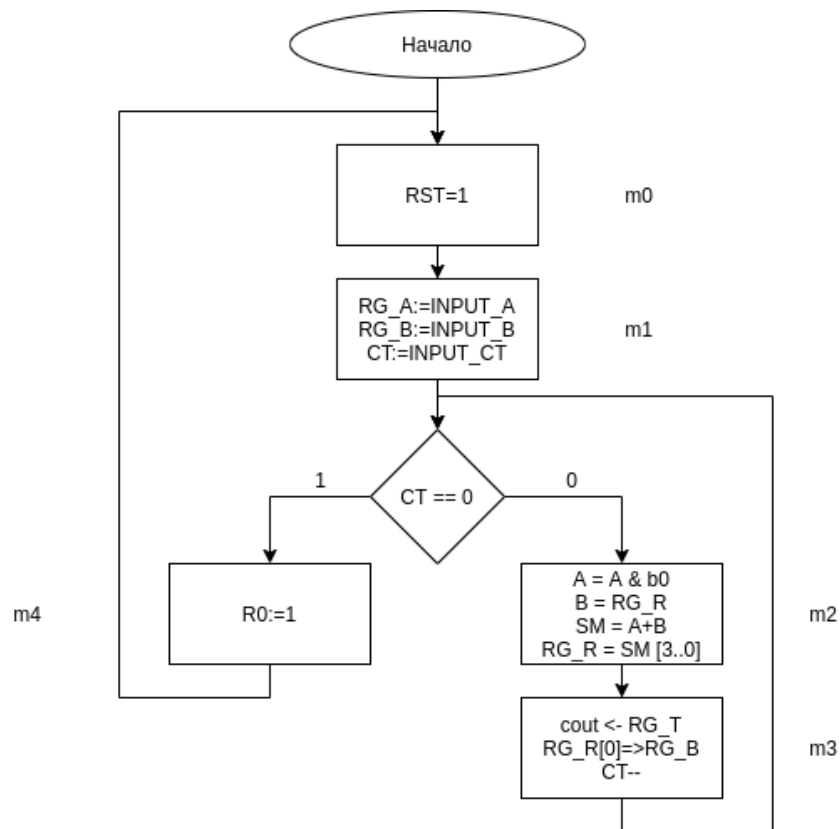 Начало
RST=1
m0
RG_A:=INPUT_A
RG_B:=INPUT_B
CT:=INPUT_CT
m1
1
CT == 0
0
m4
R0:=1
A = A & b0
B = RG_R
SM = A+B
RG_R = SM [3..0]
m2
cout <- RG_T
RG_R[0]=>RG_B
CT--
m3